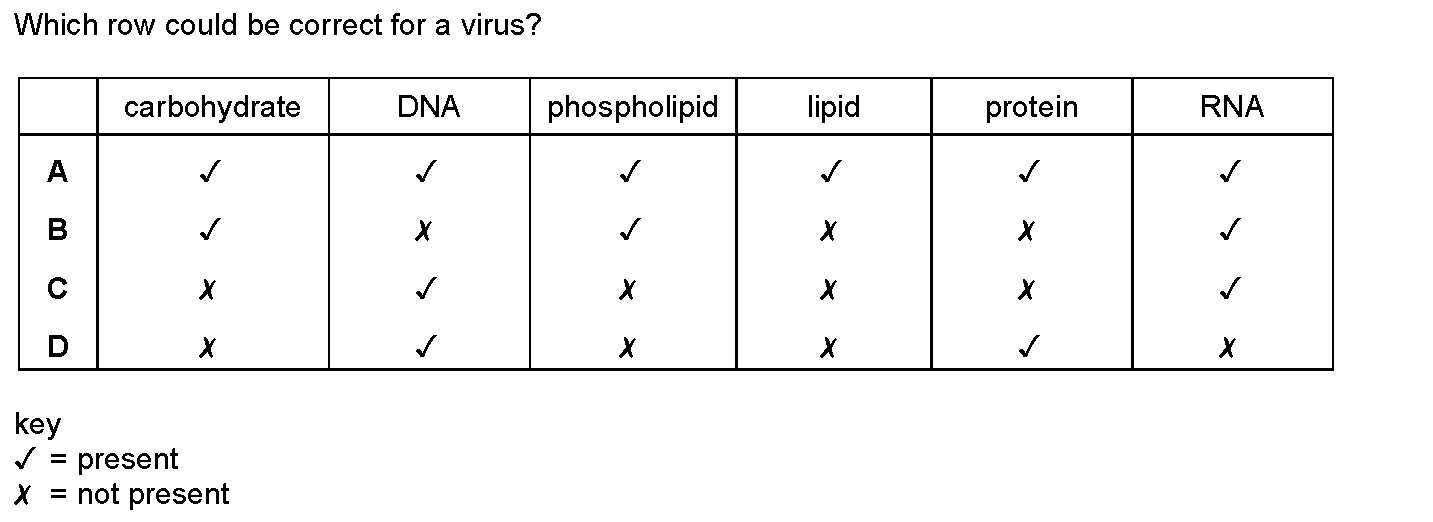 Which row could be correct for a virus?
carbohydrate DNA phospholipid lipid protein RNA
A ✓ ✓ ✓ ✓ ✓ ✓
B ✓ ✗ ✓ ✗ ✗ ✓
C ✗ ✓ ✗ ✗ ✗ ✓
D ✗ ✓ ✗ ✗ ✓ ✗
key
✓ = present
✗ = not present